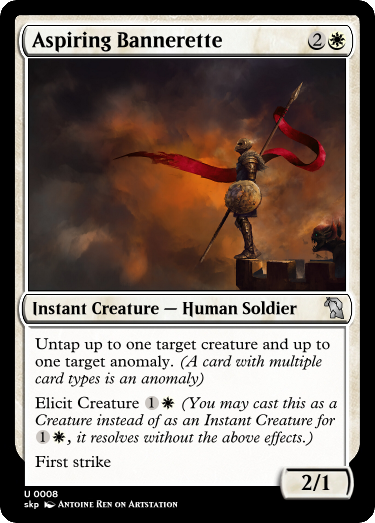 Aspiring Bannerette 2
Instant Creature — Human Soldier
Untap up to one target creature and up to
one target anomaly. (A card with multiple
card types is an anomaly)
Elicit Creature 1 (You may cast this as a
Creature instead of as an Instant Creature for
1 , it resolves without the above effects.)
First strike
2/1
U 0008
skp Antoine Ren on Artstation